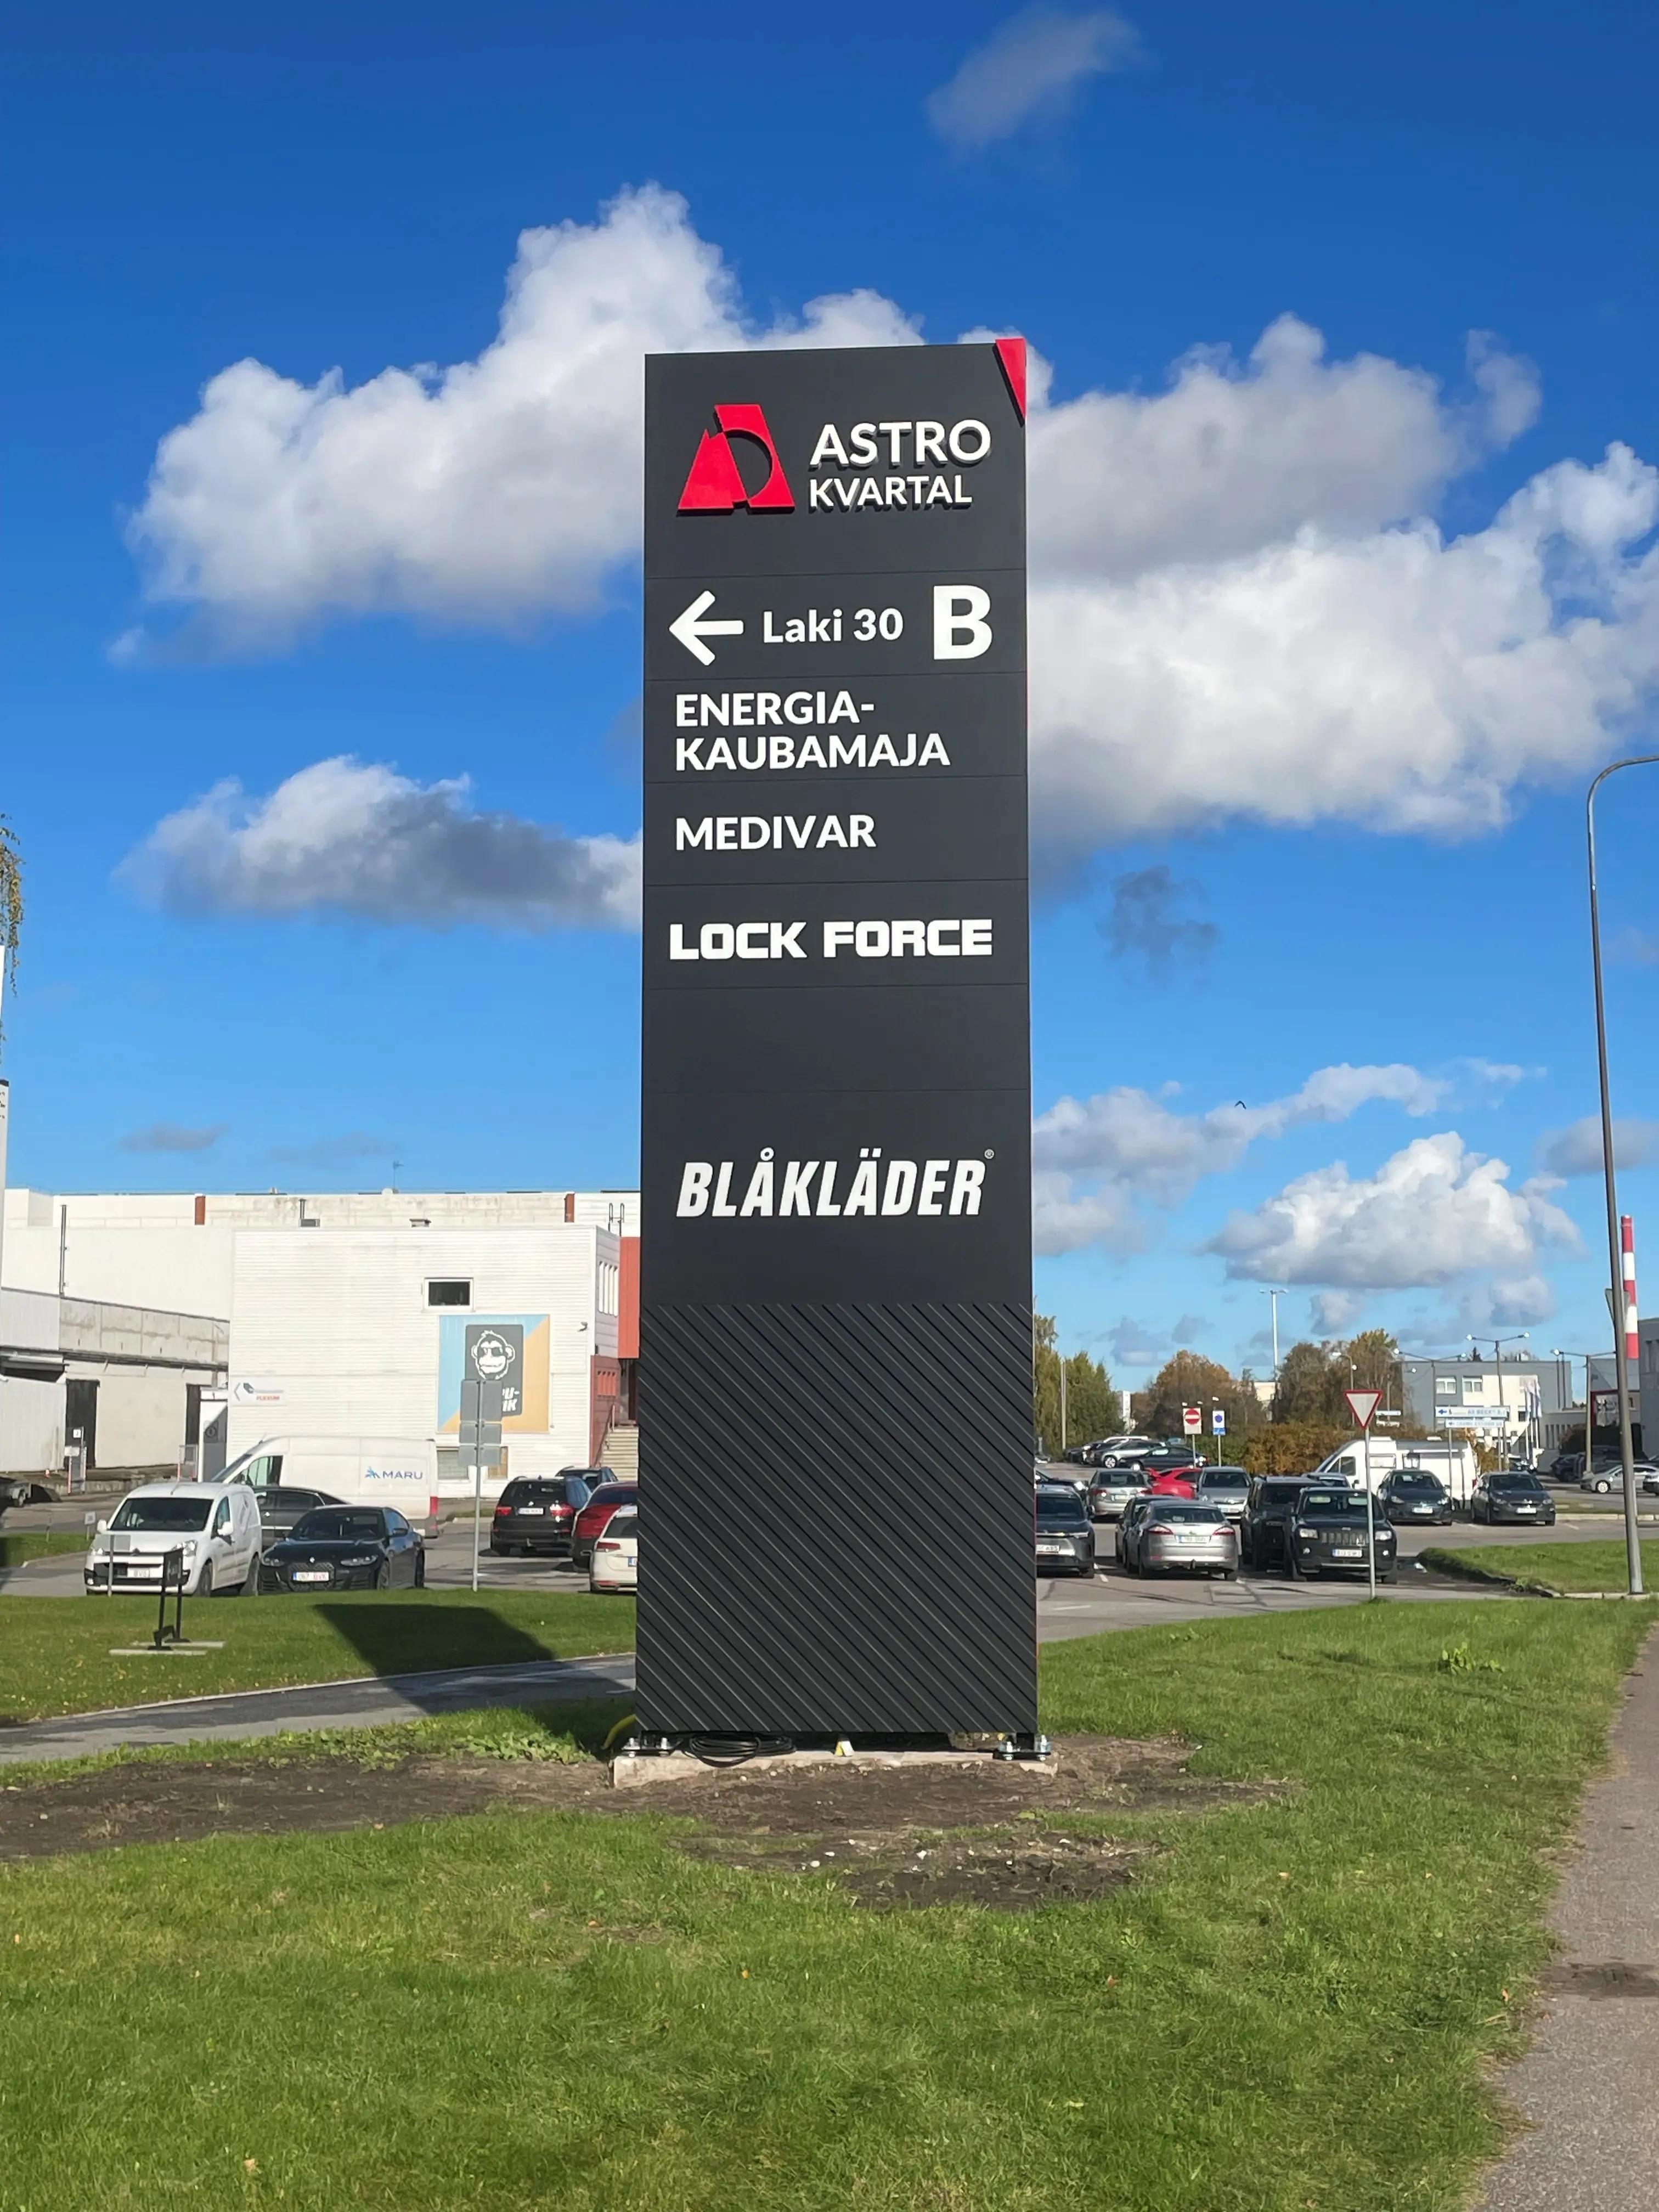 ASTRO
KVARTAL
← Laki 30 B
ENERGIA-
KAUBAMAJA
MEDIVAR
LOCK FORCE
BLÅKLÄDER®
MARU